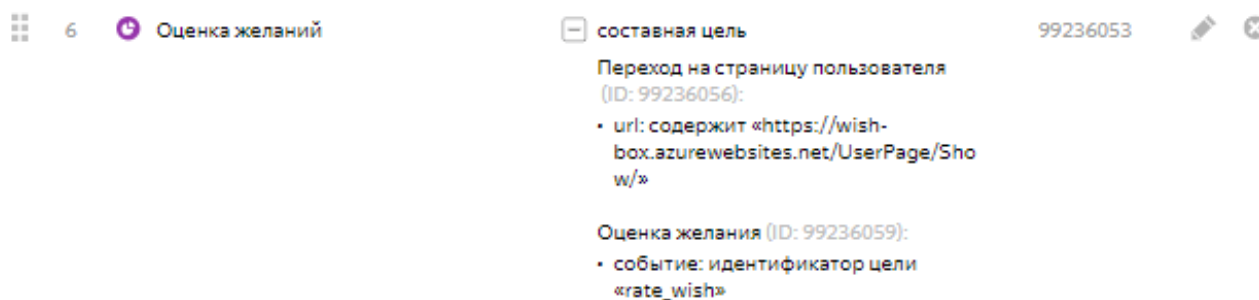 6 Оценка желаний составная цель 99236053
Переход на страницу пользователя
(ID: 99236056):
• url: содержит «https://wish-
box.azurewebsites.net/UserPage/Sho
w/»
Оценка желания (ID: 99236059):
• событие: идентификатор цели
«rate_wish»